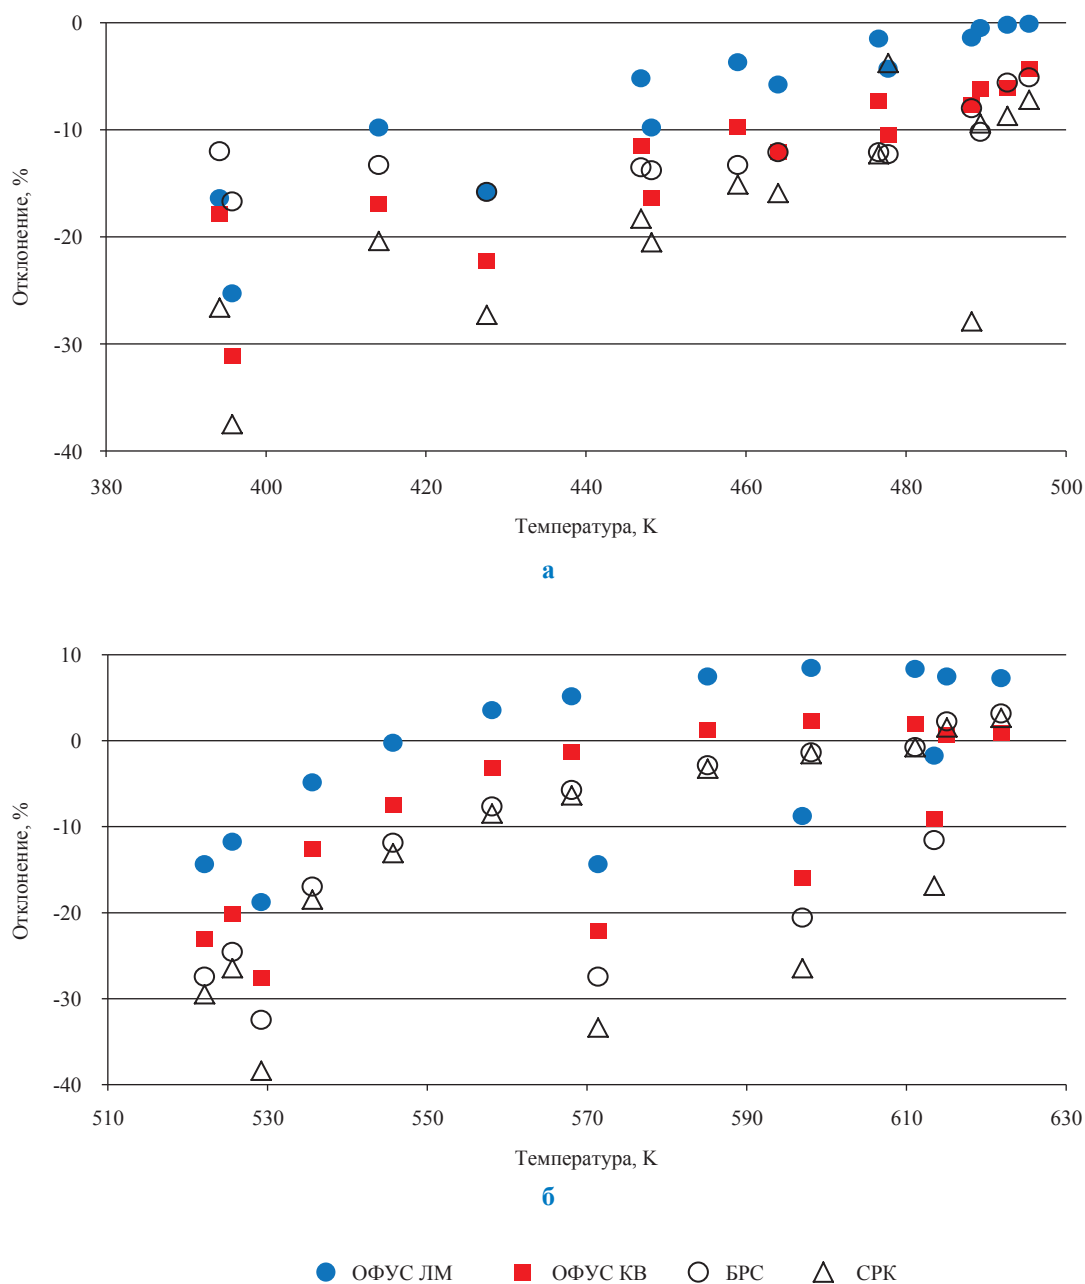 0
-10
-20
-30
-40
Отклонение, %
380 400 420 440 460 480 500
Температура, K
а
10
0
-10
-20
-30
-40
Отклонение, %
510 530 550 570 590 610 630
Температура, K
б
ОФУС ЛМ ОФУС КВ БРС СРК